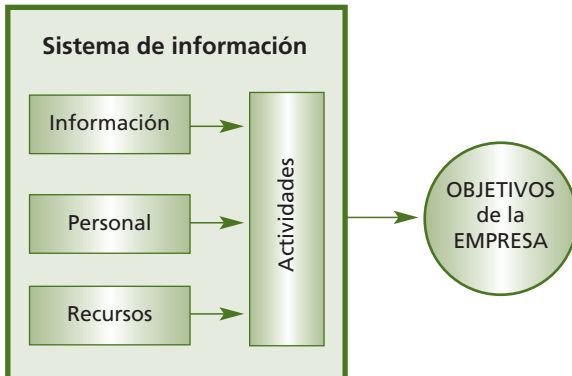 Sistema de información
Información
Personal
Recursos
Actividades
OBJETIVOS
de la
EMPRESA